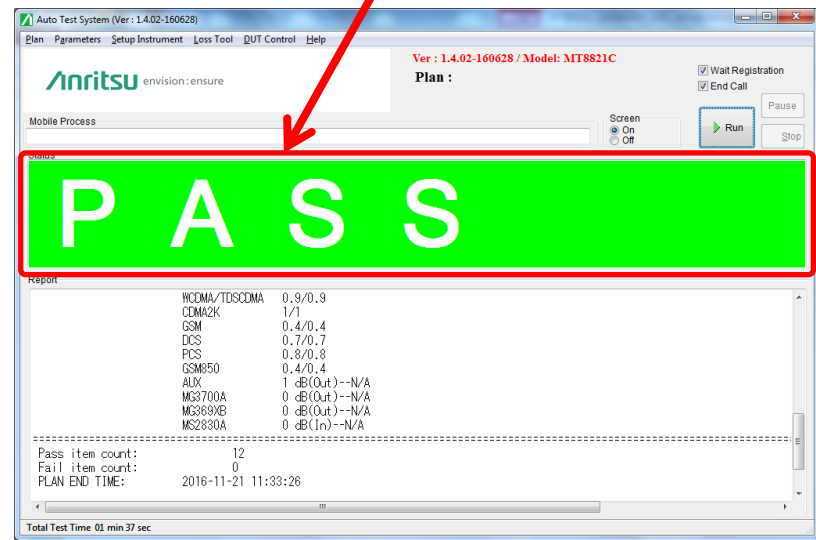 Auto Test System (Ver : 1.4.02-160628)
Plan Parameters Setup Instrument Loss Tool DUT Control Help
Anritsu envision : ensure
Ver : 1.4.02-160628 / Model: MT8821C
Plan :
Wait Registration
End Call
Pause
Mobile Process
Screen
On
Off
Run
Stop
Status
P A S S
Report
WCDMA/TDSCDMA 0.9/0.9
CDMA2K 1/1
GSM 0.4/0.4
DCS 0.7/0.7
PCS 0.8/0.8
GSM850 0.4/0.4
AUX 1 dB(Out)--N/A
MG3700A 0 dB(Out)--N/A
MG369XB 0 dB(Out)--N/A
MS2830A 0 dB(In)--N/A
Pass item count: 12
Fail item count: 0
PLAN END TIME: 2016-11-21 11:33:26
Total Test Time 01 min 37 sec